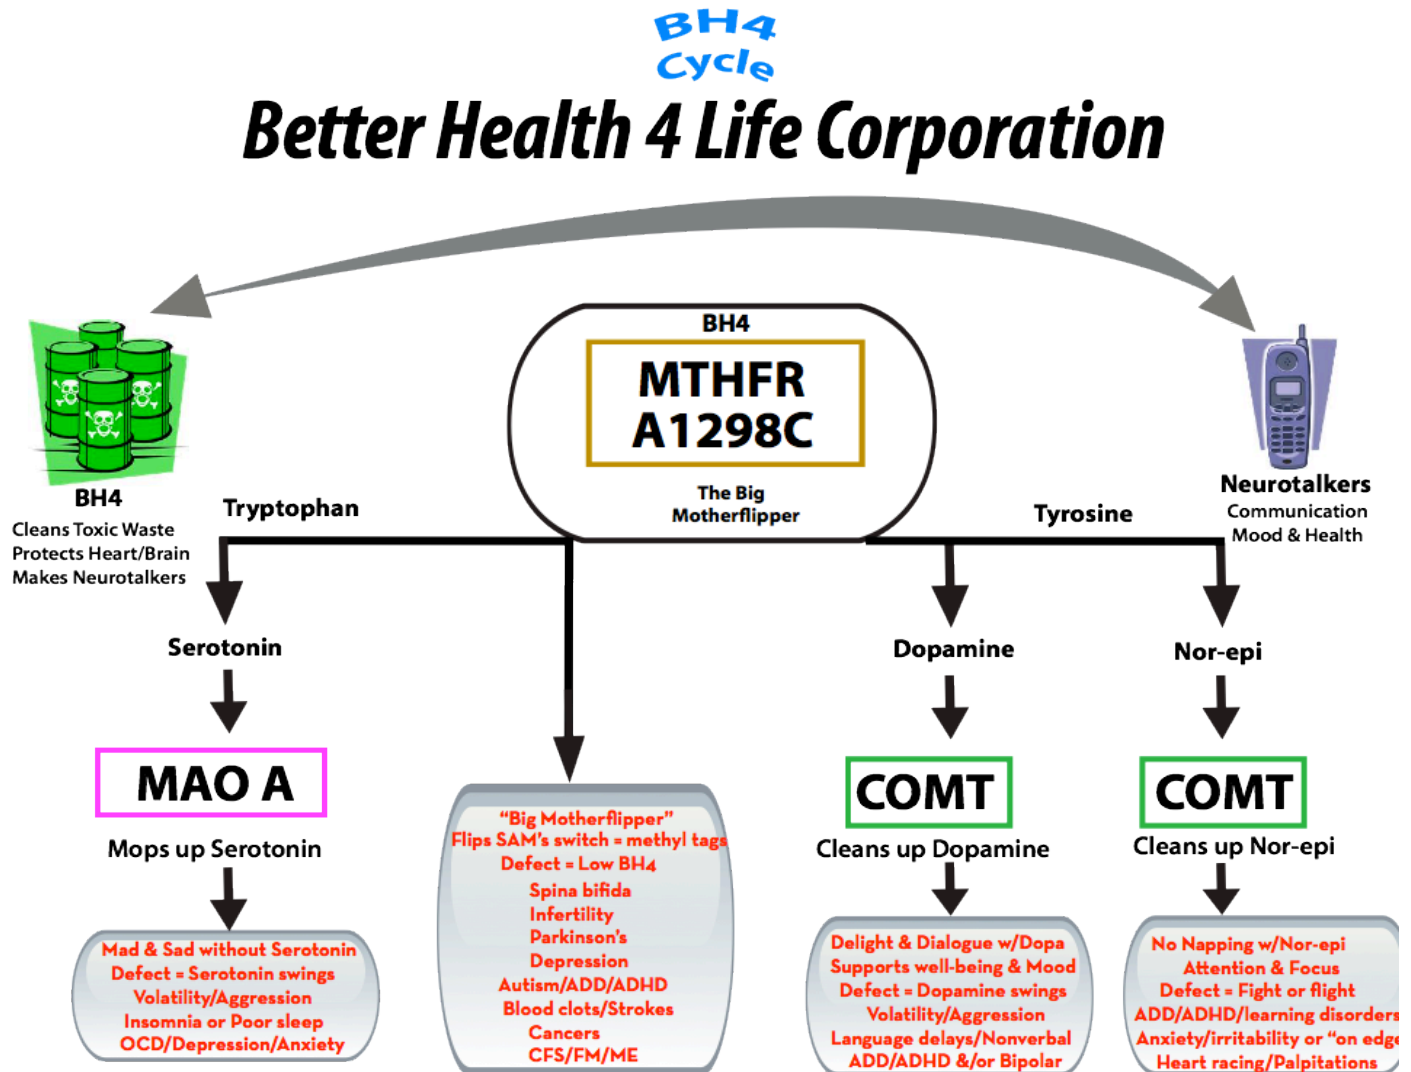 BH4
Cycle
Better Health 4 Life Corporation
BH4
MTHFR
A1298C
The Big
Motherflipper
BH4
Cleans Toxic Waste
Protects Heart/Brain
Makes Neurotalkers
Neurotalkers
Communication
Mood & Health
Tryptophan
Tyrosine
Serotonin
Dopamine
Nor-epi
MAO A
COMT
COMT
Mops up Serotonin
Cleans up Dopamine
Cleans up Nor-epi
Mad & Sad without Serotonin
Defect = Serotonin swings
Volatility/Aggression
Insomnia or Poor sleep
OCD/Depression/Anxiety
"Big Motherflipper"
Flips SAM's switch = methyl tags
Defect = Low BH4
Spina bifida
Infertility
Parkinson's
Depression
Autism/ADD/ADHD
Blood clots/Strokes
Cancers
CFS/FM/ME
Delight & Dialogue w/Dopa
Supports well-being & Mood
Defect = Dopamine swings
Volatility/Aggression
Language delays/Nonverbal
ADD/ADHD &/or Bipolar
No Napping w/Nor-epi
Attention & Focus
Defect = Fight or flight
ADD/ADHD/learning disorders
Anxiety/irritability or "on edge
Heart racing/Palpitations